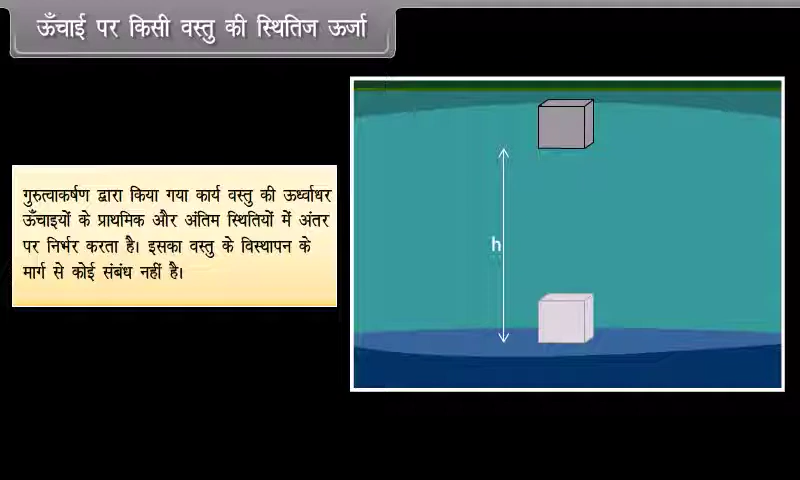 ऊँचाई पर किसी वस्तु की स्थितिज ऊर्जा
गुरुत्वाकर्षण द्वारा किया गया कार्य वस्तु की ऊर्ध्वाधर
ऊँचाइयों के प्राथमिक और अंतिम स्थितियों में अंतर
पर निर्भर करता है। इसका वस्तु के विस्थापन के
मार्ग से कोई संबंध नहीं है।
h